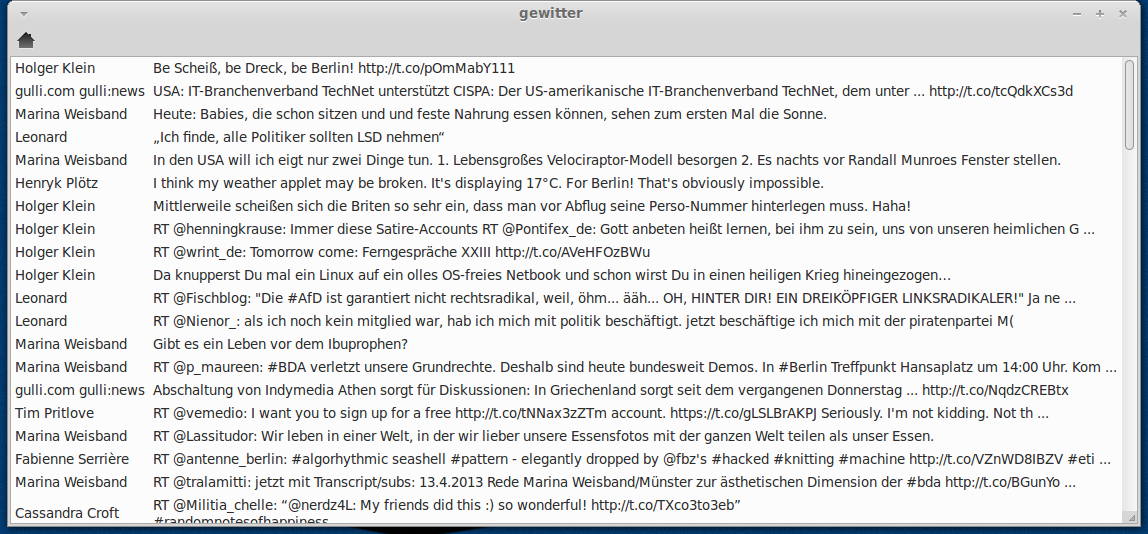 gewitter
Holger Klein Be Scheiß, be Dreck, be Berlin! http://t.co/pOmMabY111
gulli.com gulli:news USA: IT-Branchenverband TechNet unterstützt CISPA: Der US-amerikanische IT-Branchenverband TechNet, dem unter ... http://t.co/tcQdkXCs3d
Marina Weisband Heute: Babies, die schon sitzen und und feste Nahrung essen können, sehen zum ersten Mal die Sonne.
Leonard „Ich finde, alle Politiker sollten LSD nehmen“
Marina Weisband In den USA will ich eigt nur zwei Dinge tun. 1. Lebensgroßes Velociraptor-Modell besorgen 2. Es nachts vor Randall Munroes Fenster stellen.
Henryk Plötz I think my weather applet may be broken. It's displaying 17°C. For Berlin! That's obviously impossible.
Holger Klein Mittlerweile scheißen sich die Briten so sehr ein, dass man vor Abflug seine Perso-Nummer hinterlegen muss. Haha!
Holger Klein RT @henningkrause: Immer diese Satire-Accounts RT @Pontifex_de: Gott anbeten heißt lernen, bei ihm zu sein, uns von unseren heimlichen G ...
Holger Klein RT @wrint_de: Tomorrow come: Ferngespräche XXIII http://t.co/AVeHFOzBWu
Holger Klein Da knupperst Du mal ein Linux auf ein olles OS-freies Netbook und schon wirst Du in einen heiligen Krieg hineingezogen…
Leonard RT @Fischblog: "Die #AfD ist garantiert nicht rechtsradikal, weil, öhm... ääh... OH, HINTER DIR! EIN DREIKÖPFIGER LINKSRADIKALER!" Ja ne ...
Leonard RT @Nienor_: als ich noch kein mitglied war, hab ich mich mit politik beschäftigt. jetzt beschäftige ich mich mit der piratenpartei M(
Marina Weisband Gibt es ein Leben vor dem Ibuprophen?
Marina Weisband RT @p_maureen: #BDA verletzt unsere Grundrechte. Deshalb sind heute bundesweit Demos. In #Berlin Treffpunkt Hansaplatz um 14:00 Uhr. Kom ...
gulli.com gulli:news Abschaltung von Indymedia Athen sorgt für Diskussionen: In Griechenland sorgt seit dem vergangenen Donnerstag ... http://t.co/NqdzCREBtx
Tim Pritlove RT @vemedio: I want you to sign up for a free http://t.co/tNNax3zZTm account. https://t.co/gLSLBrAKPJ Seriously. I'm not kidding. Not th ...
Marina Weisband RT @Lassitudor: Wir leben in einer Welt, in der wir lieber unsere Essensfotos mit der ganzen Welt teilen als unser Essen.
Fabienne Serrière RT @antenne_berlin: #algorhythmic seashell #pattern - elegantly dropped by @fbz's #hacked #knitting #machine http://t.co/VZnWD8IBZV #eti ...
Marina Weisband RT @tralamitti: jetzt mit Transcript/subs: 13.4.2013 Rede Marina Weisband/Münster zur ästhetischen Dimension der #bda http://t.co/BGunYo ...
Cassandra Croft RT @Militia_chelle: “@nerdz4L: My friends did this :) so wonderful! http://t.co/TXco3to3eb”
#randomnotesofhappiness